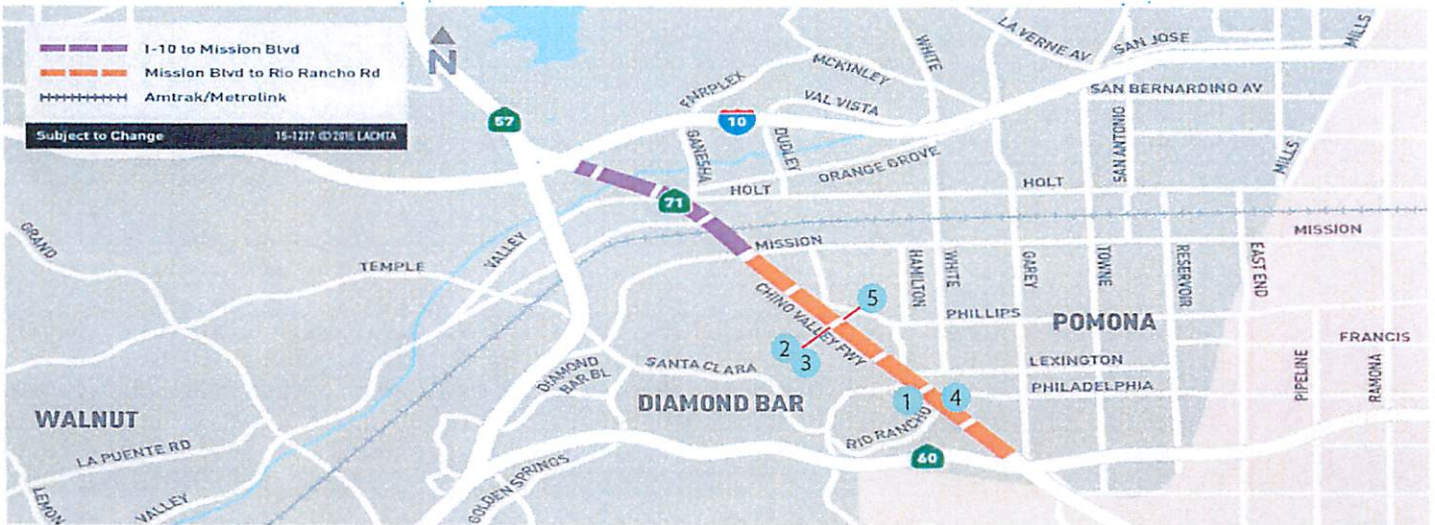 I-10 to Mission Blvd
Mission Blvd to Rio Rancho Rd
Amtrak/Metrolink
Subject to Change
15-1217 © 2015 LACMTA
N
57
10
71
60
FAIRPLEX
MCKINLEY
WHITE
LA VERNE AV
SAN JOSE
MILLS
VAL VISTA
SAN BERNARDINO AV
GANESHA
DUDLEY
ORANGE GROVE
SAN ANTONIO
MILLS
HOLT
HOLT
GRAND
VALLEY
TEMPLE
MISSION
MISSION
HAMILTON
WHITE
GAREY
TOWNE
RESERVOIR
EAST END
CHINO VALLEY FWY
5
2
3
PHILLIPS
POMONA
FRANCIS
LEXINGTON
PHILADELPHIA
PIPELINE
RAMONA
DIAMOND
BAR BL
SANTA CLARA
DIAMOND BAR
1
4
RIO RANCHO
WALNUT
LA PUENTE RD
LEMON
VALLEY
GOLDEN SPRINGS